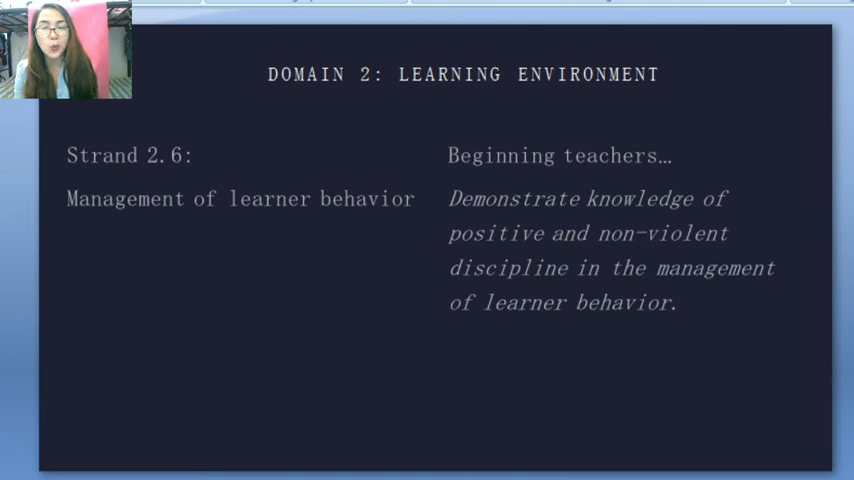 DOMAIN 2: LEARNING ENVIRONMENT
Strand 2.6:
Management of learner behavior
Beginning teachers…
Demonstrate knowledge of
positive and non-violent
discipline in the management
of learner behavior.